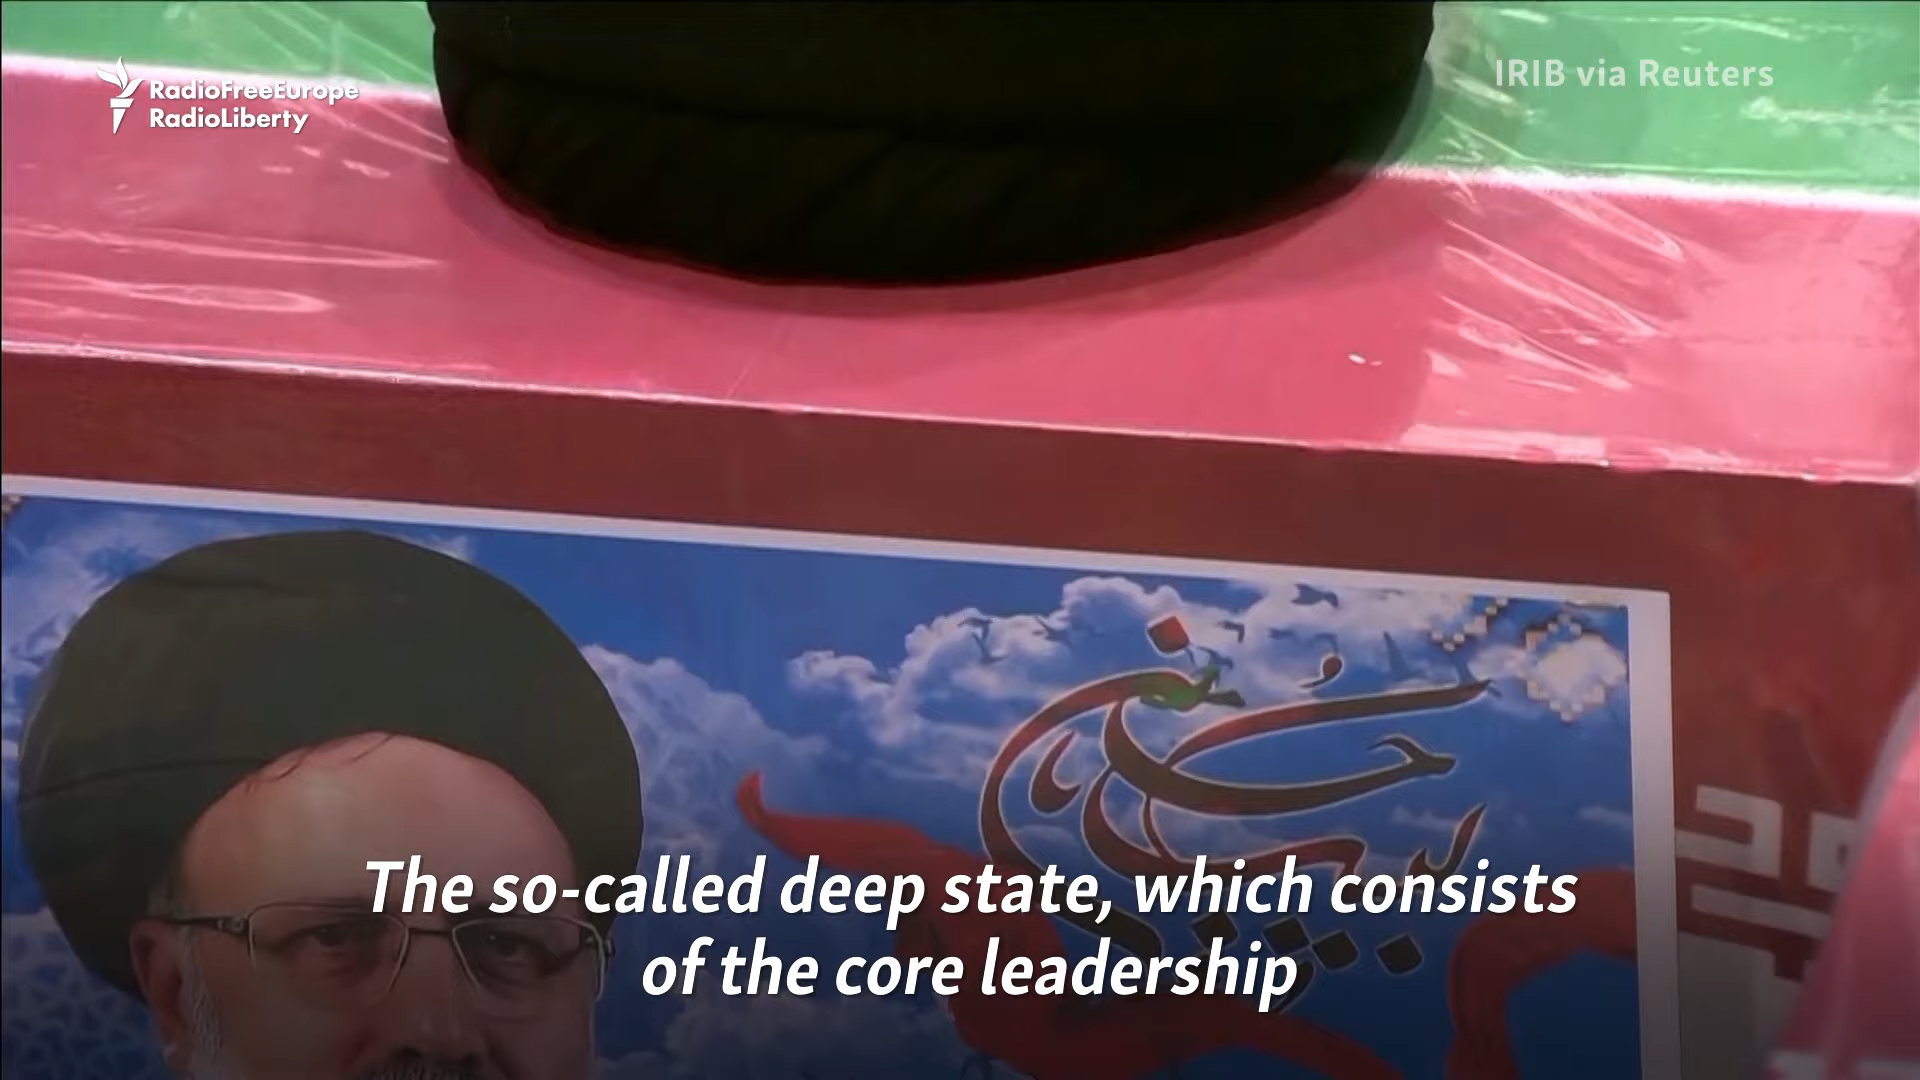 RadioFreeEurope
RadioLiberty
IRIB via Reuters
The so-called deep state, which consists
of the core leadership